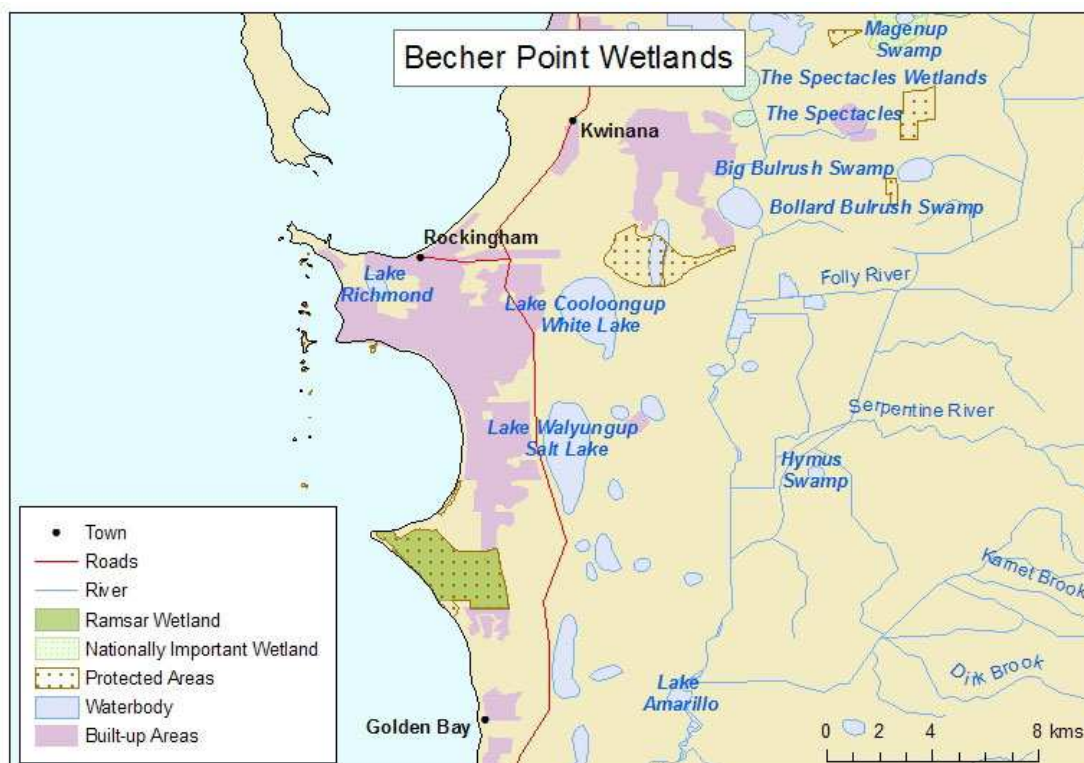 Becher Point Wetlands
Magenup
Swamp
The Spectacles Wetlands
The Spectacles
Kwinana
Big Bulrush Swamp
Bollard Bulrush Swamp
Rockingham
Lake
Richmond
Folly River
Lake Cooloongup
White Lake
Serpentine River
Lake Walyungup
Salt Lake
Hymus
Swamp
Karnet Brook
Dirk Brook
Lake
Amarillo
Golden Bay
Town
Roads
River
Ramsar Wetland
Nationally Important Wetland
Protected Areas
Waterbody
Built-up Areas
0 2 4 8 kms